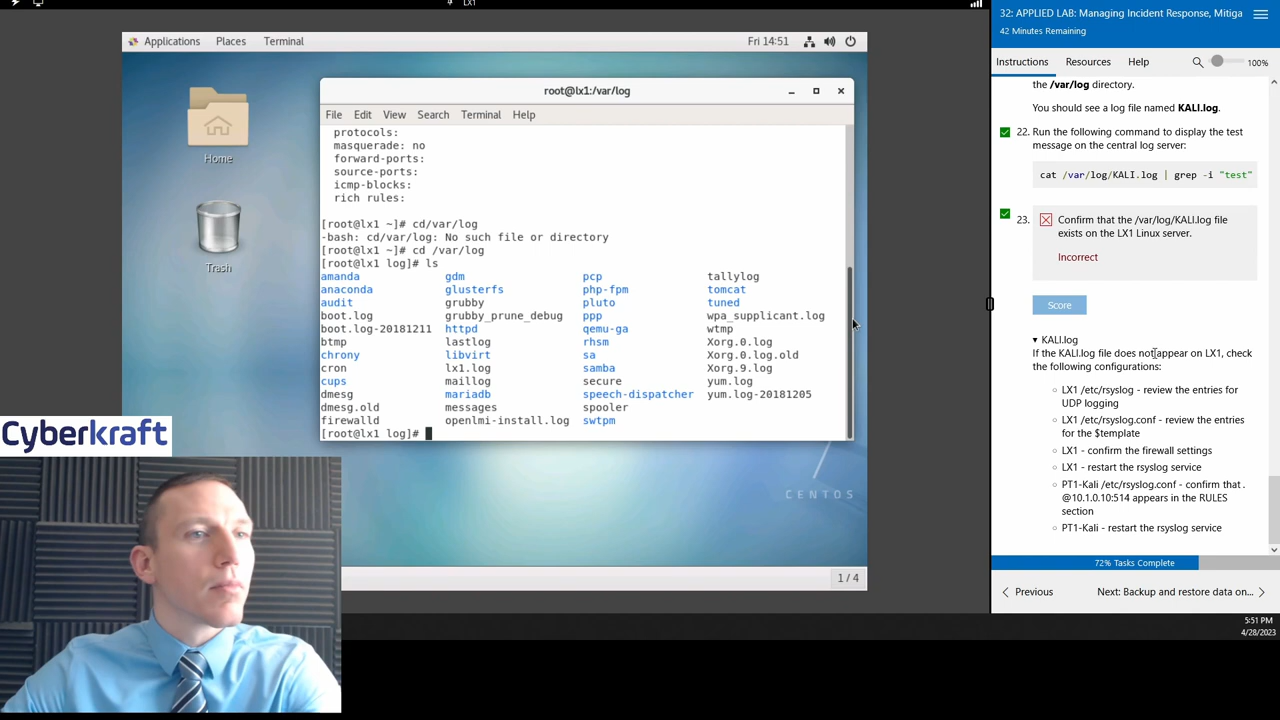 LX1
Applications Places Terminal Fri 14:51
root@lx1:/var/log
File Edit View Search Terminal Help
protocols:
masquerade: no
forward-ports:
source-ports:
icmp-blocks:
rich rules:
[root@lx1 ~]# cd/var/log
-bash: cd/var/log: No such file or directory
[root@lx1 ~]# cd /var/log
[root@lx1 log]# ls
amanda gdm pcp tallylog
anaconda glusterfs php-fpm tomcat
audit grubby pluto tuned
boot.log grubby_prune_debug ppp wpa_supplicant.log
boot.log-20181211 httpd qemu-ga wtmp
btmp lastlog rhsm Xorg.0.log
chrony libvirt sa Xorg.0.log.old
cron lx1.log samba Xorg.9.log
cups maillog secure yum.log
dmesg mariadb speech-dispatcher yum.log-20181205
dmesg.old messages spooler
firewalld openlmi-install.log swtpm
[root@lx1 log]#
Home
Trash
7
CENTOS
1 / 4
Cyberkraft
32: APPLIED LAB: Managing Incident Response, Mitiga
42 Minutes Remaining
Instructions Resources Help 100%
the /var/log directory.
You should see a log file named KALI.log.
22. Run the following command to display the test
message on the central log server:
cat /var/log/KALI.log | grep -i "test"
23. Confirm that the /var/log/KALI.log file
exists on the LX1 Linux server.
Incorrect
Score
KALI.log
If the KALI.log file does not appear on LX1, check
the following configurations:
LX1 /etc/rsyslog - review the entries for
UDP logging
LX1 /etc/rsyslog.conf - review the entries
for the $template
LX1 - confirm the firewall settings
LX1 - restart the rsyslog service
PT1-Kali /etc/rsyslog.conf - confirm that .
@10.1.0.10:514 appears in the RULES
section
PT1-Kali - restart the rsyslog service
72% Tasks Complete
Previous Next: Backup and restore data on...
5:51 PM
4/28/2023